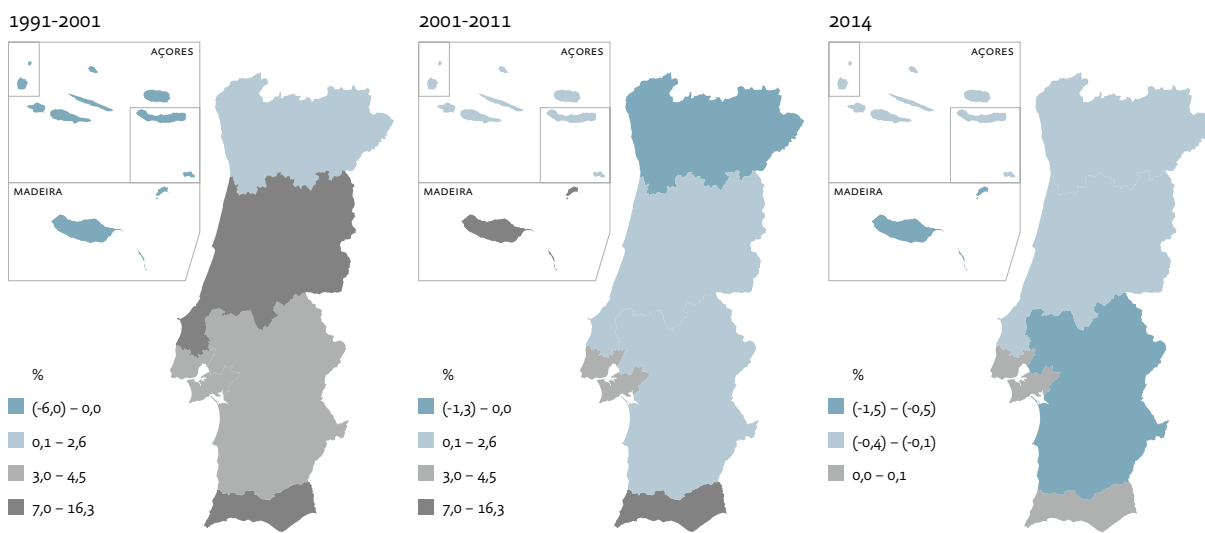 1991-2001
AÇORES
MADEIRA
%
(-6,0) – 0,0
0,1 – 2,6
3,0 – 4,5
7,0 – 16,3
2001-2011
AÇORES
MADEIRA
%
(-1,3) – 0,0
0,1 – 2,6
3,0 – 4,5
7,0 – 16,3
2014
AÇORES
MADEIRA
%
(-1,5) – (-0,5)
(-0,4) – (-0,1)
0,0 – 0,1